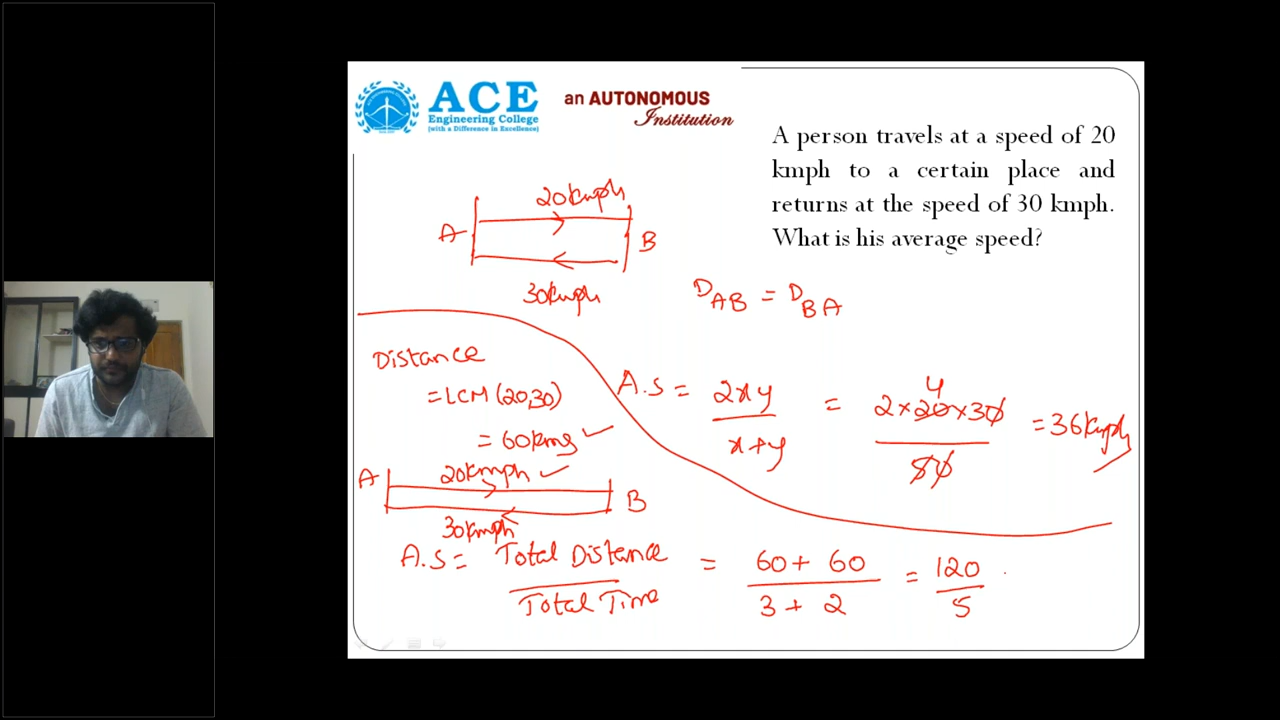 ACE
Engineering College
(with a Difference in Excellence)
an AUTONOMOUS
Institution
A person travels at a speed of 20
kmph to a certain place and
returns at the speed of 30 kmph.
What is his average speed?
20kmph
A
B
30kmph
D_AB = D_BA
Distance
= LCM (20,30)
= 60kms ✓
A.S = 2xy / x+y = 2×20×30 / 50 = 36kmph
4
A 20kmph ✓
B
30kmph
A.S = Total Distance / Total Time = 60+60 / 3+2 = 120 / 5